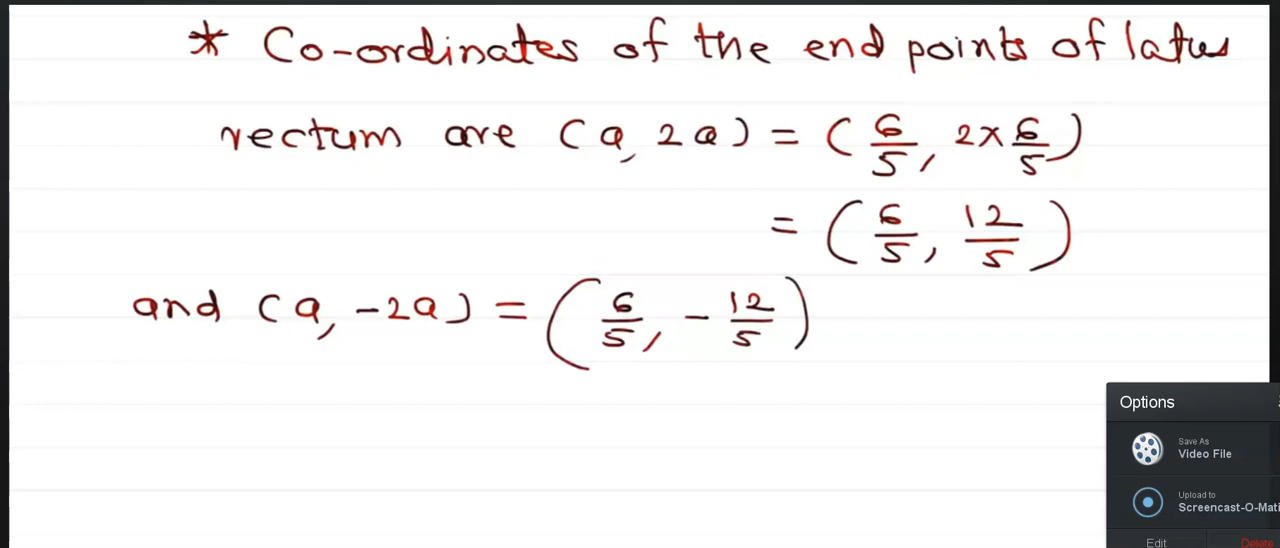 * Co-ordinates of the end points of latus
rectum are (a, 2a) = (6/5, 2×6/5)
= (6/5, 12/5)
and (a, -2a) = (6/5, -12/5)
Options
Save As
Video File
Upload to
Screencast-O-Mati
Edit
Delete